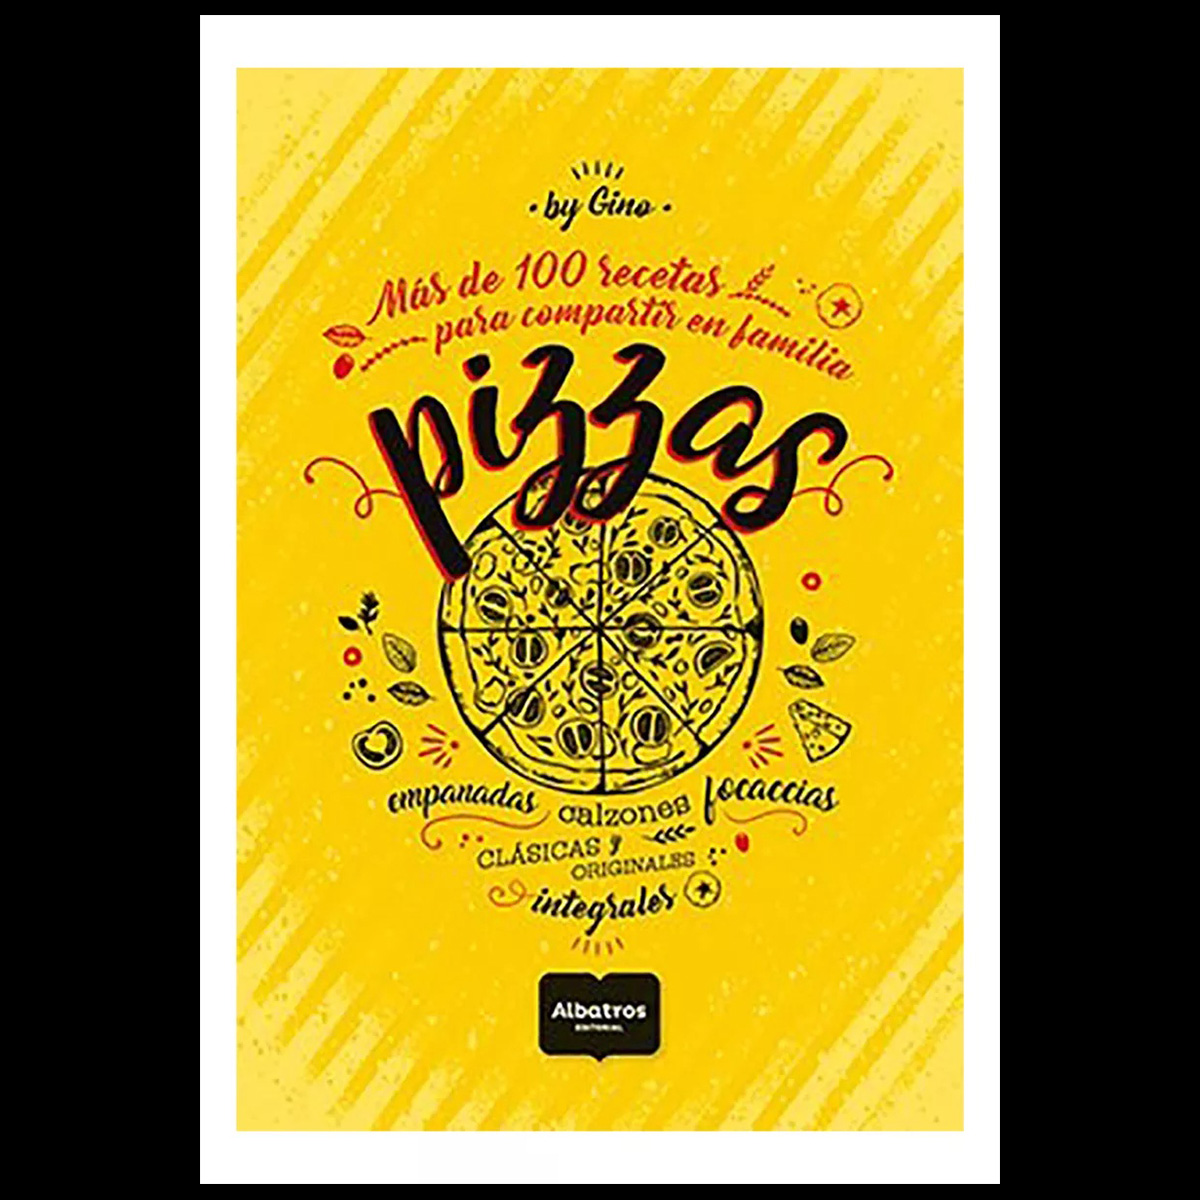 • by Gino •
Más de 100 recetas
para compartir en familia
pizzas
empanadas calzones focaccias
CLÁSICAS y
ORIGINALES
integrales
Albatros
EDITORIAL